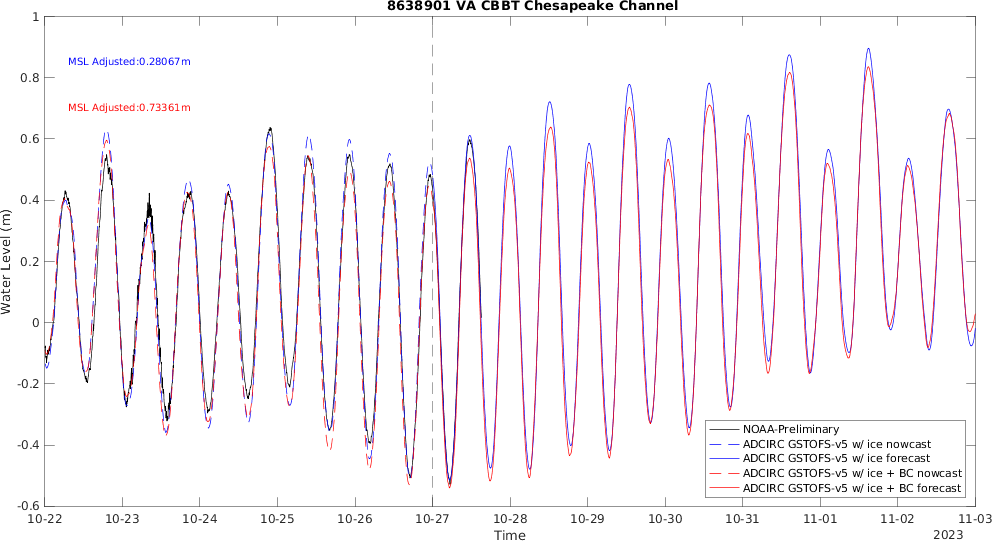 8638901 VA CBBT Chesapeake Channel
MSL Adjusted:0.28067m
MSL Adjusted:0.73361m
Water Level (m)
1
0.8
0.6
0.4
0.2
0
-0.2
-0.4
-0.6
NOAA-Preliminary
ADCIRC GSTOFS-v5 w/ ice nowcast
ADCIRC GSTOFS-v5 w/ ice forecast
ADCIRC GSTOFS-v5 w/ ice + BC nowcast
ADCIRC GSTOFS-v5 w/ ice + BC forecast
10-22 10-23 10-24 10-25 10-26 10-27 10-28 10-29 10-30 10-31 11-01 11-02 11-03
Time
2023